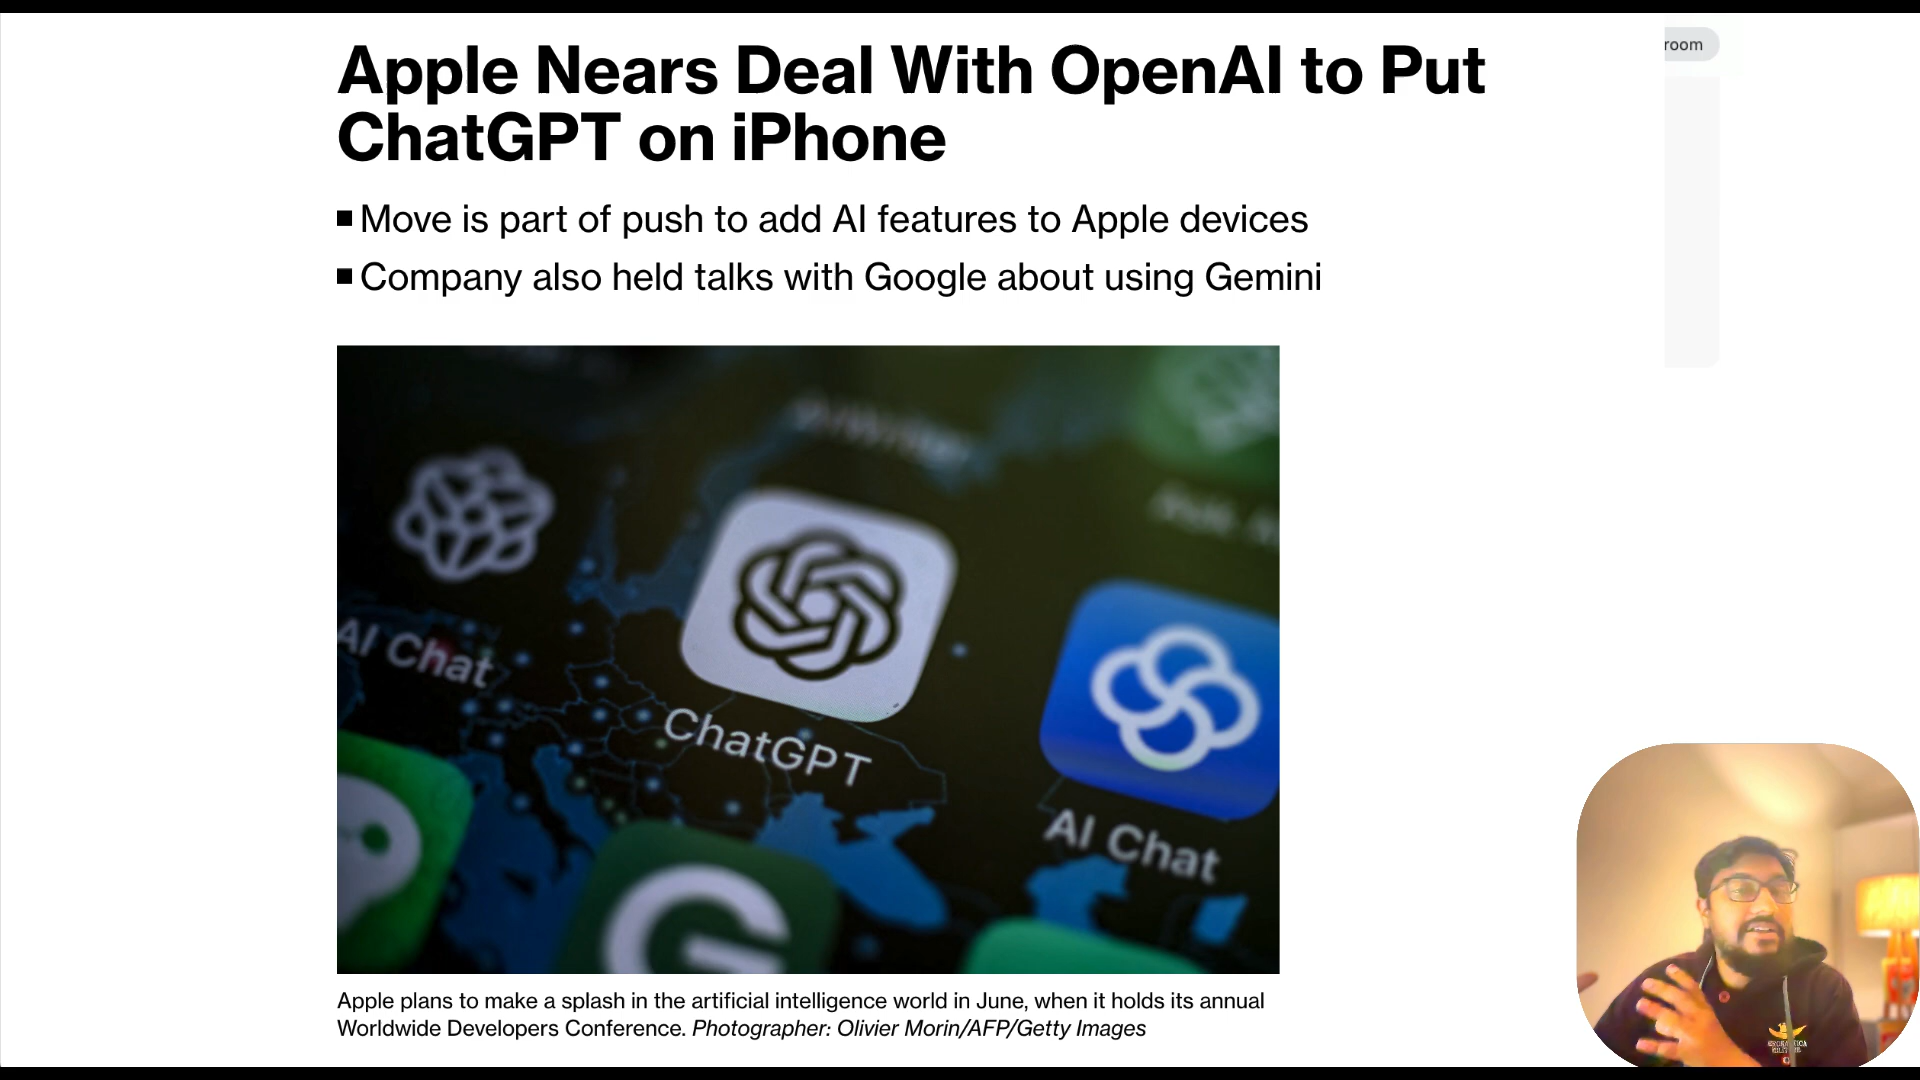 Apple Nears Deal With OpenAI to Put
ChatGPT on iPhone
room
■ Move is part of push to add AI features to Apple devices
■ Company also held talks with Google about using Gemini
AI Chat
ChatGPT
AI Chat
Apple plans to make a splash in the artificial intelligence world in June, when it holds its annual
Worldwide Developers Conference. Photographer: Olivier Morin/AFP/Getty Images